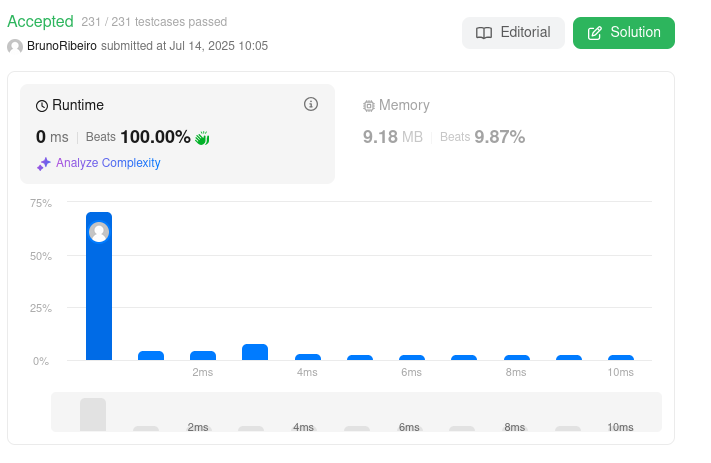 Accepted 231 / 231 testcases passed
BrunoRibeiro submitted at Jul 14, 2025 10:05
Editorial
Solution
Runtime
0 ms | Beats 100.00%
Analyze Complexity
Memory
9.18 MB | Beats 9.87%
75%
50%
25%
0%
2ms 4ms 6ms 8ms 10ms
2ms 4ms 6ms 8ms 10ms